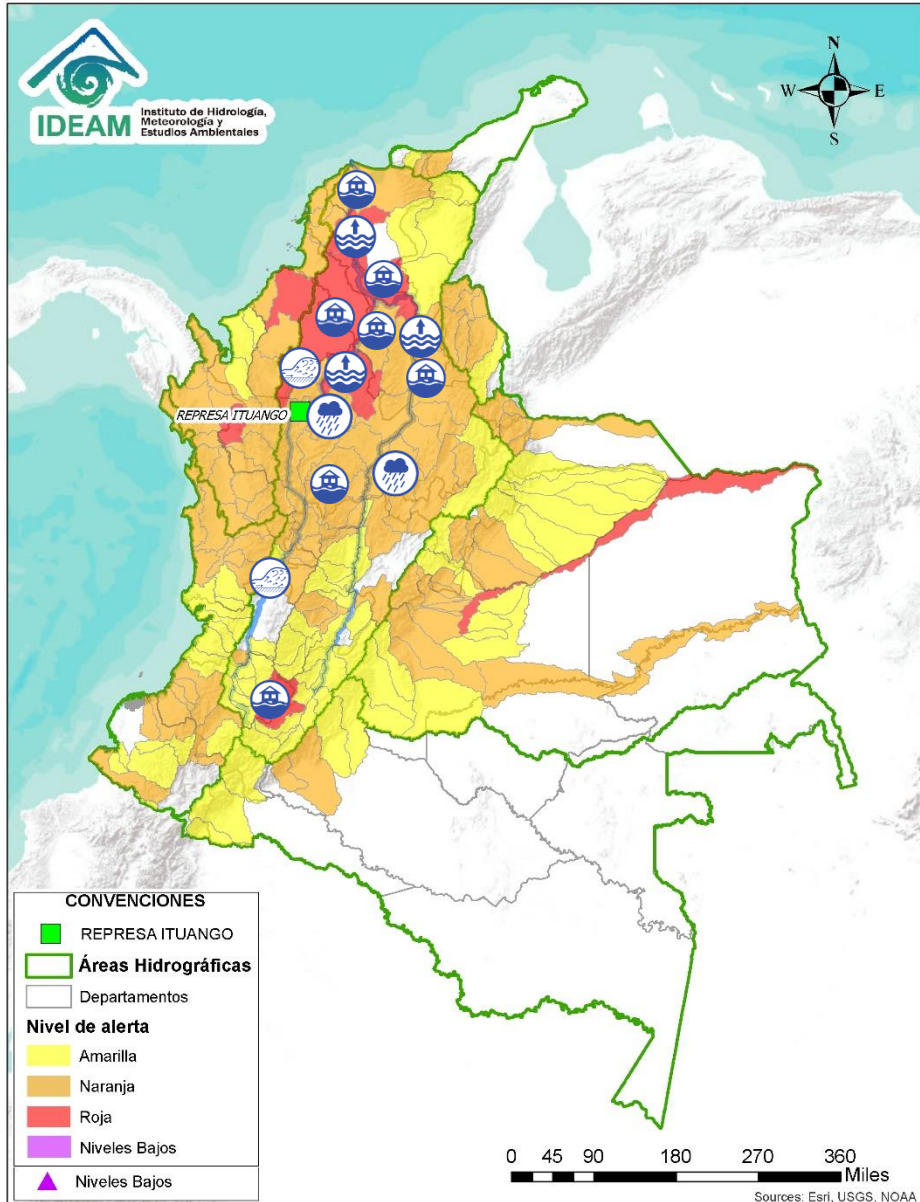 IDEAM
Instituto de Hidrología,
Meteorología y
Estudios Ambientales
N
W
E
S
REPRESA ITUANGO
CONVENCIONES
REPRESA ITUANGO
Áreas Hidrográficas
Departamentos
Nivel de alerta
Amarilla
Naranja
Roja
Niveles Bajos
Niveles Bajos
0 45 90 180 270 360
Miles
Sources: Esri, USGS, NOAA